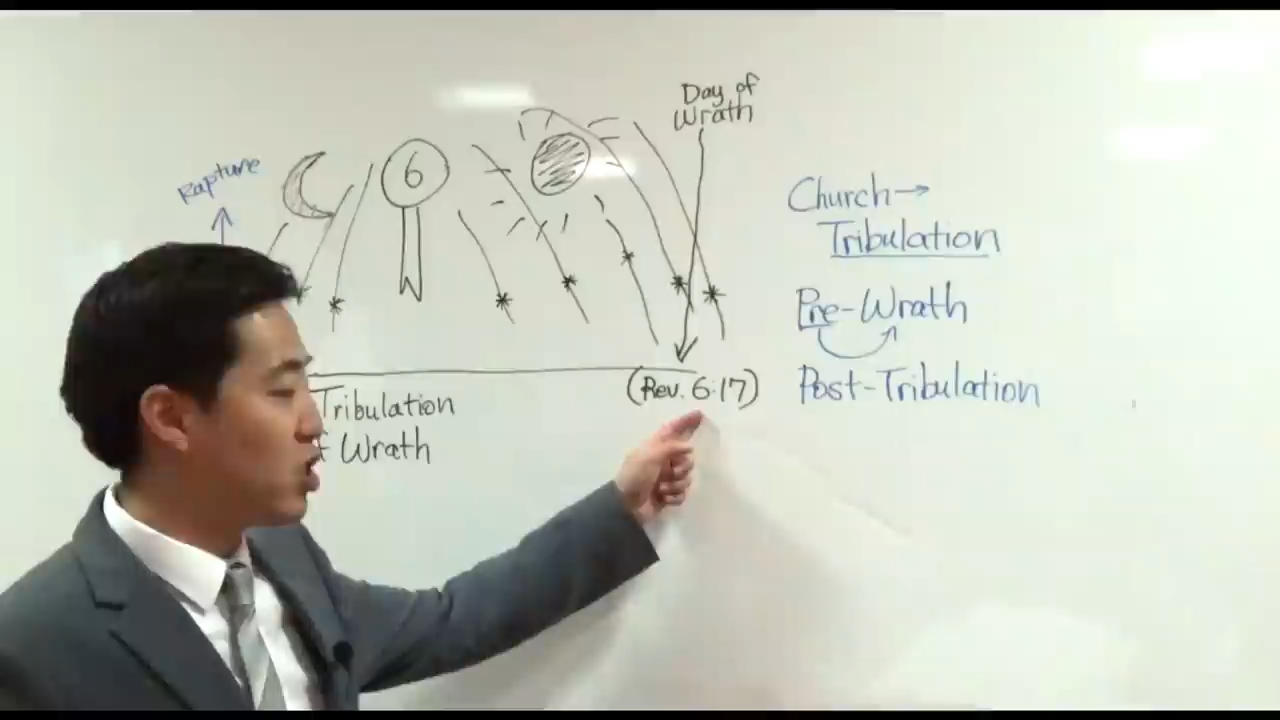 Rapture
6
Day of
Wrath
Church→
Tribulation
Pre-Wrath
Post-Tribulation
(Rev. 6:17)
Tribulation
Wrath